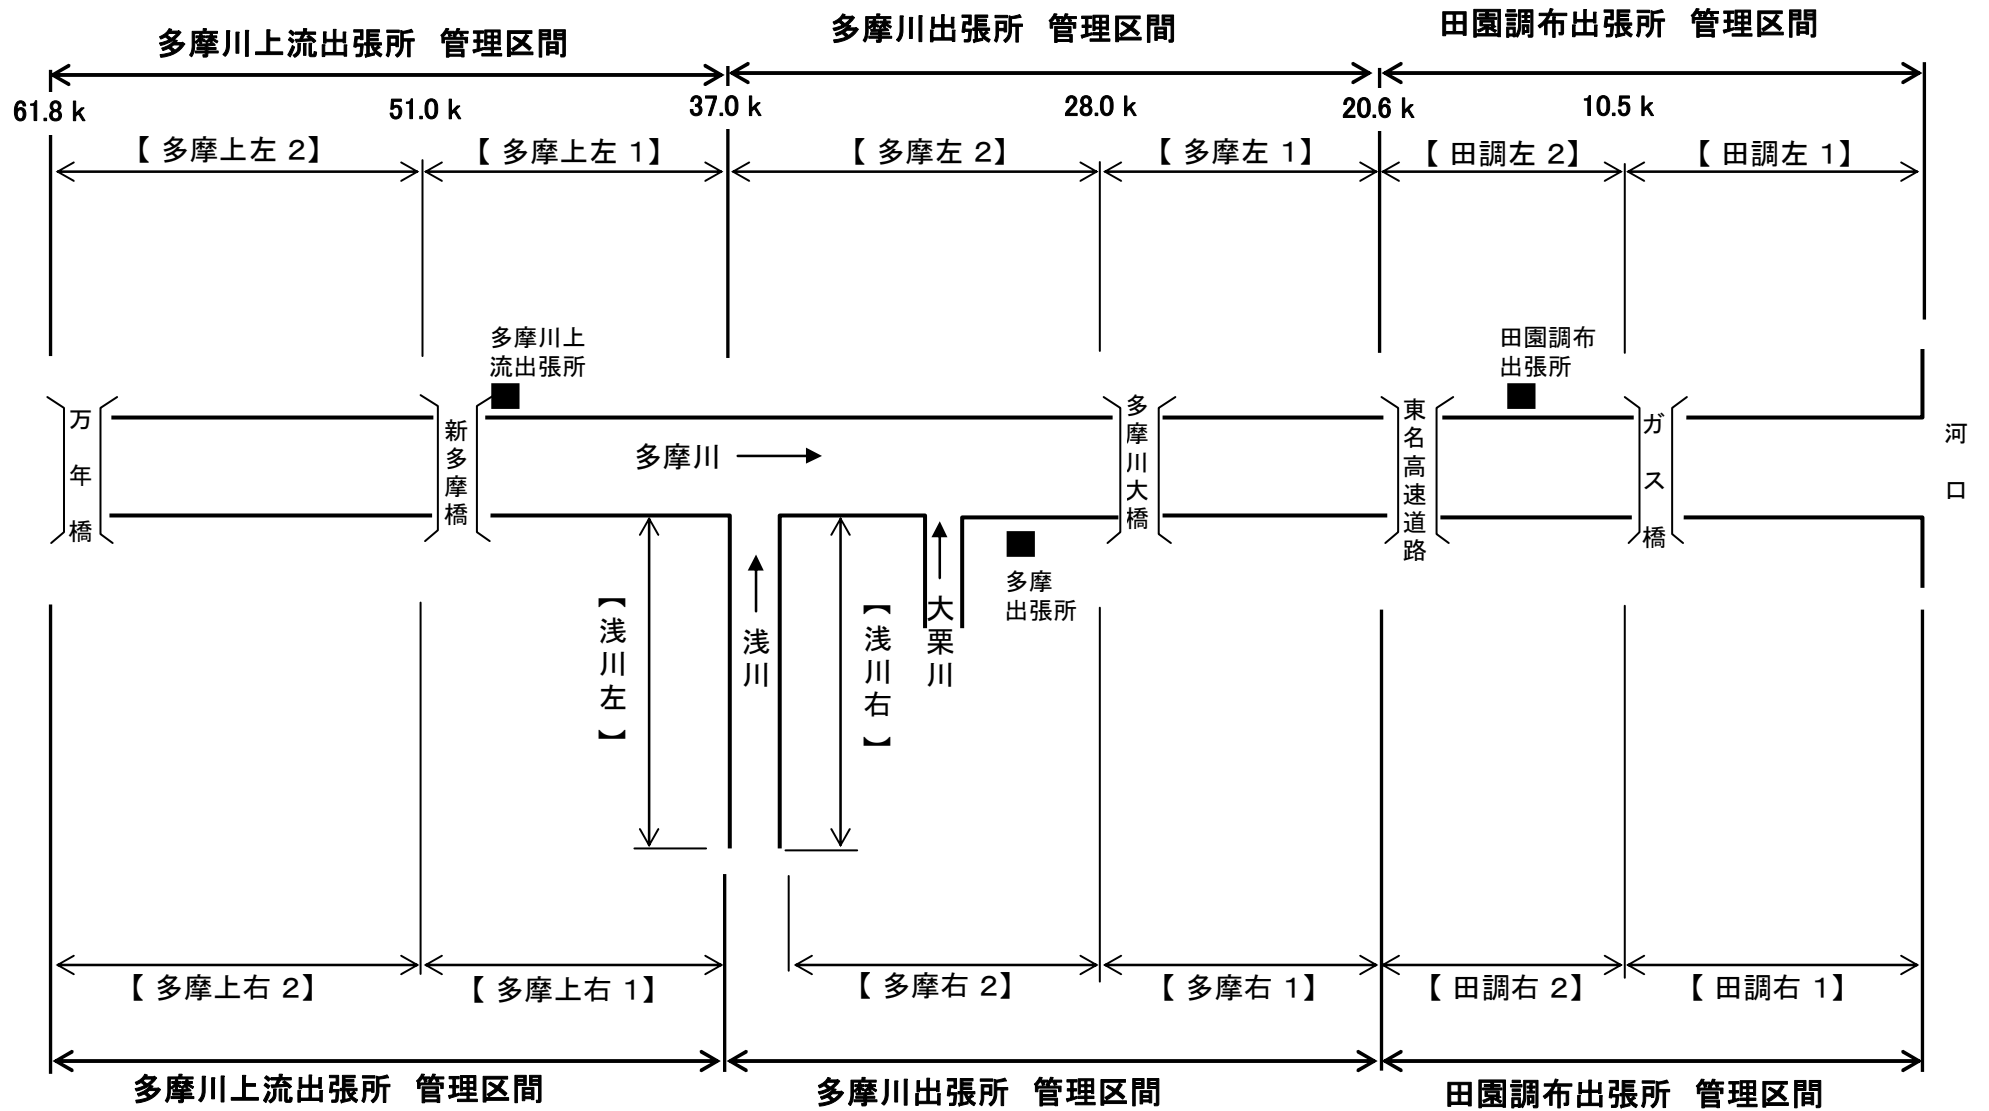 多摩川上流出張所　管理区間
多摩川出張所　管理区間
田園調布出張所　管理区間
61.8 k
51.0 k
37.0 k
28.0 k
20.6 k
10.5 k
【 多摩上左 2】
【 多摩上左 1】
【 多摩左 2】
【 多摩左 1】
【 田調左 2】
【 田調左 1】
多摩川上
流出張所
田園調布
出張所
万年橋
新多摩橋
多摩川
多摩川大橋
東名高速道路
ガス橋
河口
【浅川左 】
浅川
【浅川右 】
大栗川
多摩
出張所
【 多摩上右 2】
【 多摩上右 1】
【 多摩右 2】
【 多摩右 1】
【 田調右 2】
【 田調右 1】
多摩川上流出張所　管理区間
多摩川出張所　管理区間
田園調布出張所　管理区間